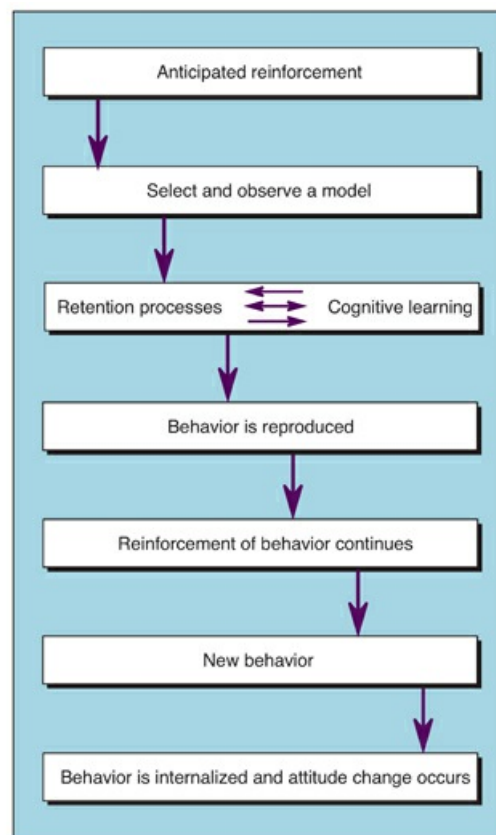 Anticipated reinforcement
Select and observe a model
Retention processes Cognitive learning
Behavior is reproduced
Reinforcement of behavior continues
New behavior
Behavior is internalized and attitude change occurs